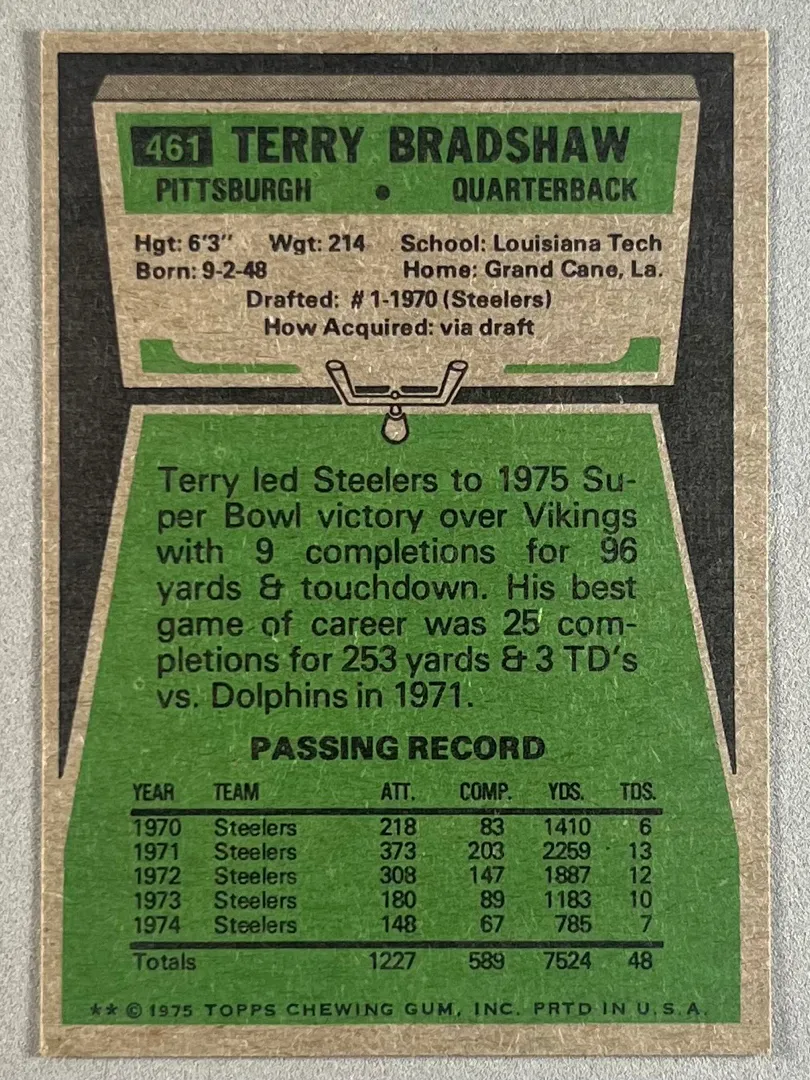 461 TERRY BRADSHAW
PITTSBURGH • QUARTERBACK
Hgt: 6'3" Wgt: 214 School: Louisiana Tech
Born: 9-2-48 Home: Grand Cane, La.
Drafted: #1-1970 (Steelers)
How Acquired: via draft
Terry led Steelers to 1975 Su-
per Bowl victory over Vikings
with 9 completions for 96
yards & touchdown. His best
game of career was 25 com-
pletions for 253 yards & 3 TD's
vs. Dolphins in 1971.
PASSING RECORD
YEAR TEAM ATT. COMP. YDS. TDS.
1970 Steelers 218 83 1410 6
1971 Steelers 373 203 2259 13
1972 Steelers 308 147 1887 12
1973 Steelers 180 89 1183 10
1974 Steelers 148 67 785 7
Totals 1227 589 7524 48
** © 1975 TOPPS CHEWING GUM, INC. PRTD IN U.S.A.